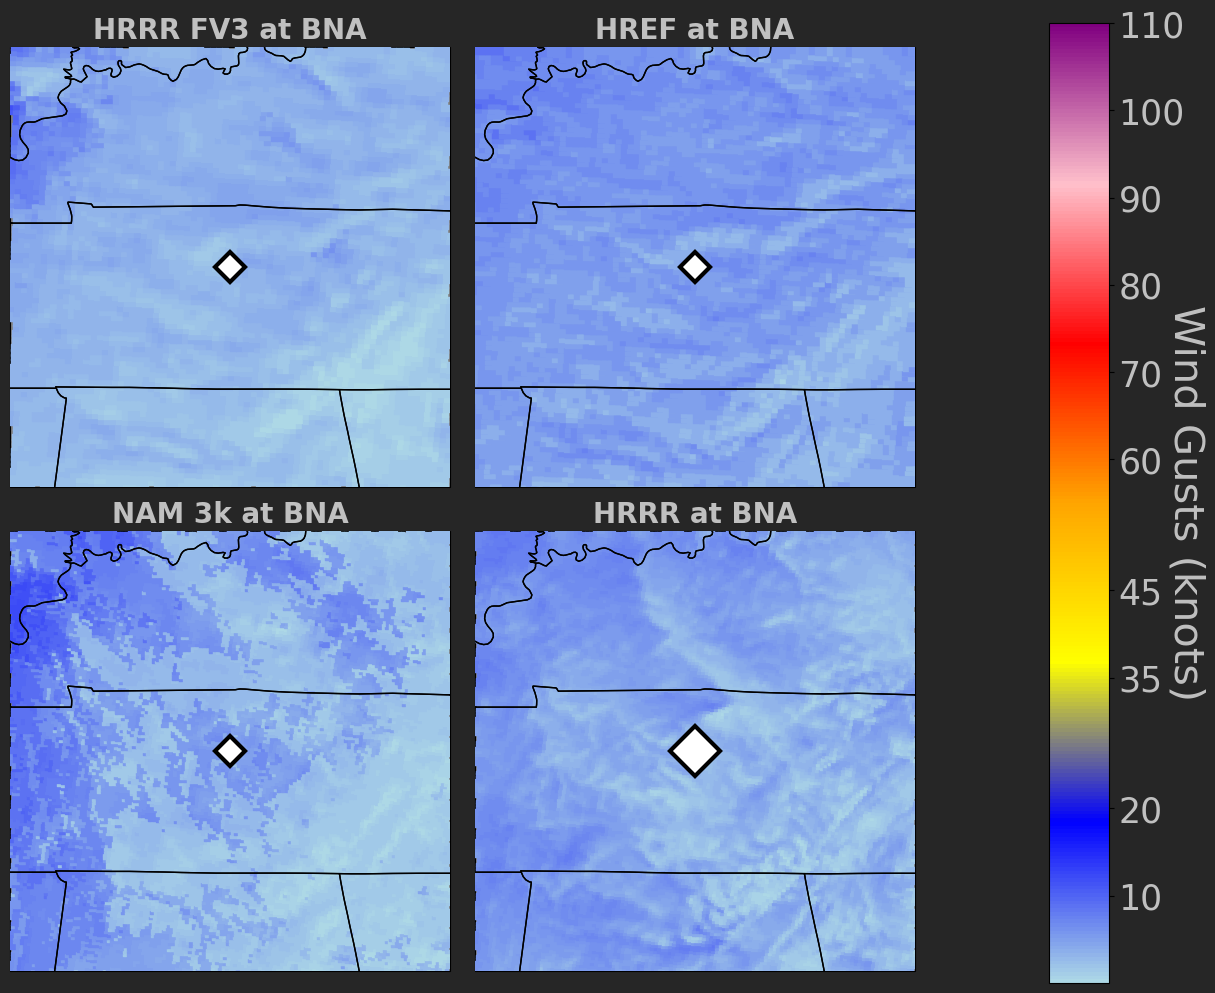 HRRR FV3 at BNA
HREF at BNA
NAM 3k at BNA
HRRR at BNA
110
100
90
80
70
60
45
35
20
10
Wind Gusts (knots)